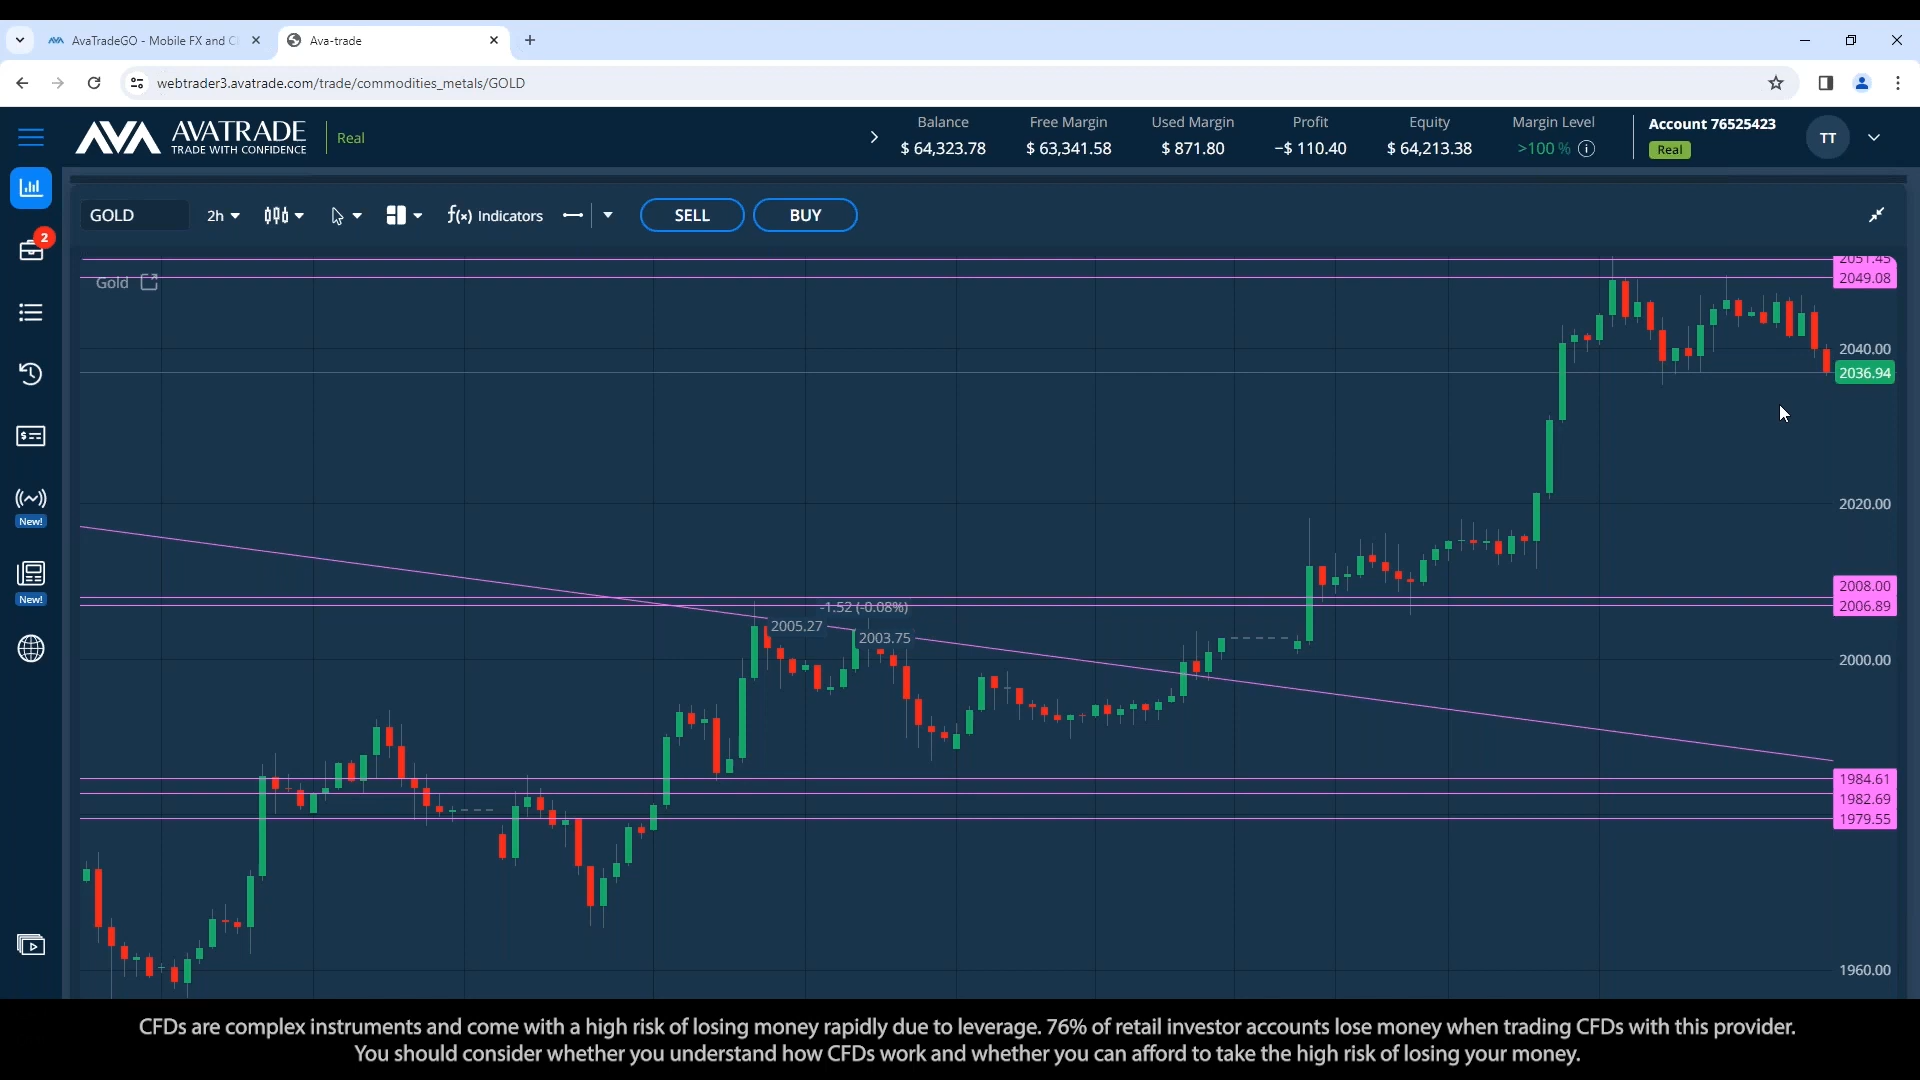 AvaTradeGO - Mobile FX and C
Ava-trade
webtrader3.avatrade.com/trade/commodities_metals/GOLD
AVA AVATRADE
TRADE WITH CONFIDENCE
Real
Balance
$ 64,323.78
Free Margin
$ 63,341.58
Used Margin
$ 871.80
Profit
-$ 110.40
Equity
$ 64,213.38
Margin Level
>100 %
Account 76525423
Real
TT
2
GOLD
2h
f(x) Indicators
SELL
BUY
Gold
2051.45
2049.08
2040.00
2036.94
2020.00
New!
2008.00
2006.89
New!
-1.52 (-0.08%)
2005.27
2003.75
2000.00
1984.61
1982.69
1979.55
1960.00
CFDs are complex instruments and come with a high risk of losing money rapidly due to leverage. 76% of retail investor accounts lose money when trading CFDs with this provider.
You should consider whether you understand how CFDs work and whether you can afford to take the high risk of losing your money.